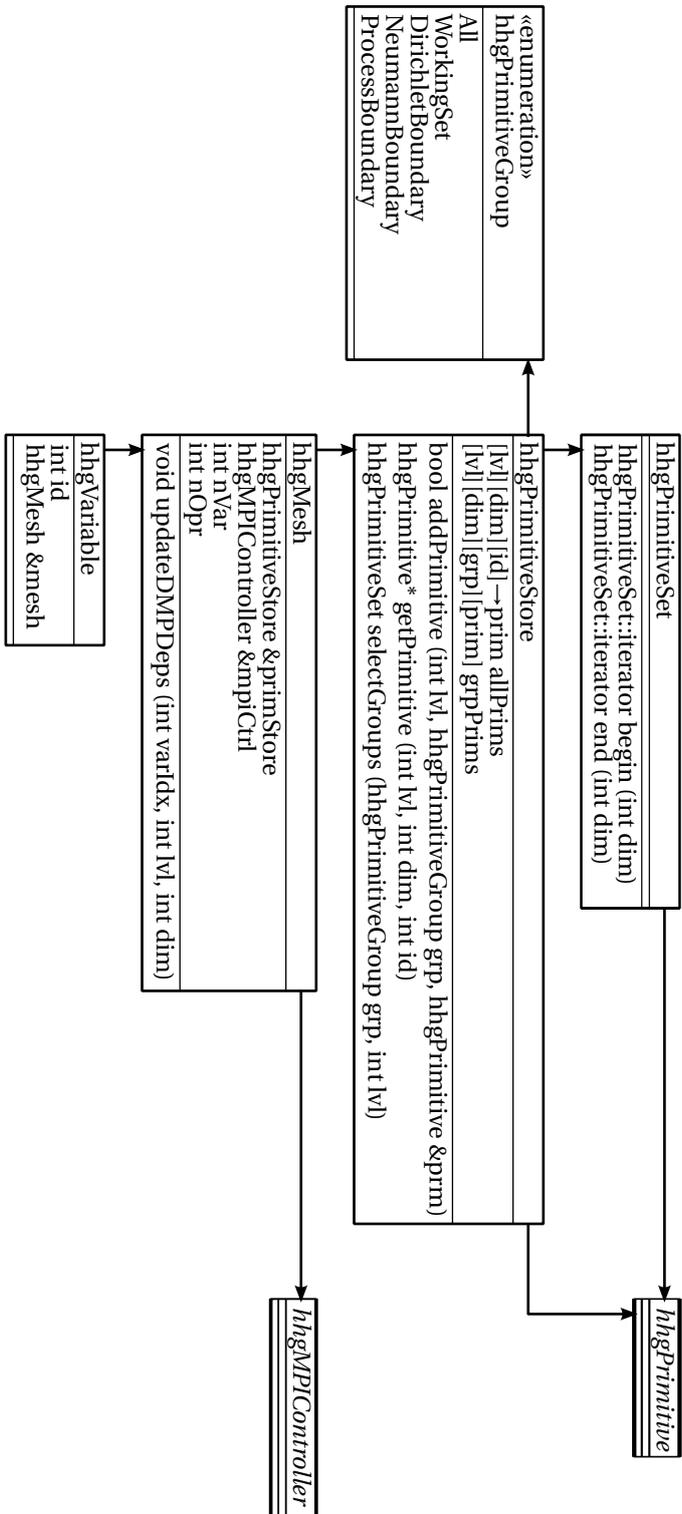 «enumeration»
hhgPrimitiveGroup
All
WorkingSet
DirichletBoundary
NeumannBoundary
ProcessBoundary
hhgPrimitiveSet
hhgPrimitiveSet::iterator begin (int dim)
hhgPrimitiveSet::iterator end (int dim)
hhgPrimitive
hhgPrimitiveStore
[lvl][dim][id]→prim allPrims
[lvl][dim][grp][prim] grpPrims
bool addPrimitive (int lvl, hhgPrimitiveGroup grp, hhgPrimitive &prm)
hhgPrimitive* getPrimitive (int lvl, int dim, int id)
hhgPrimitiveSet selectGroups (hhgPrimitiveGroup grp, int lvl)
hhgMesh
hhgPrimitiveStore &primStore
hhgMPIController &mpiCtrl
int nVar
int nOpr
void updateDMPDeps (int varIdx, int lvl, int dim)
hhgMPIController
hhgVariable
int id
hhgMesh &mesh